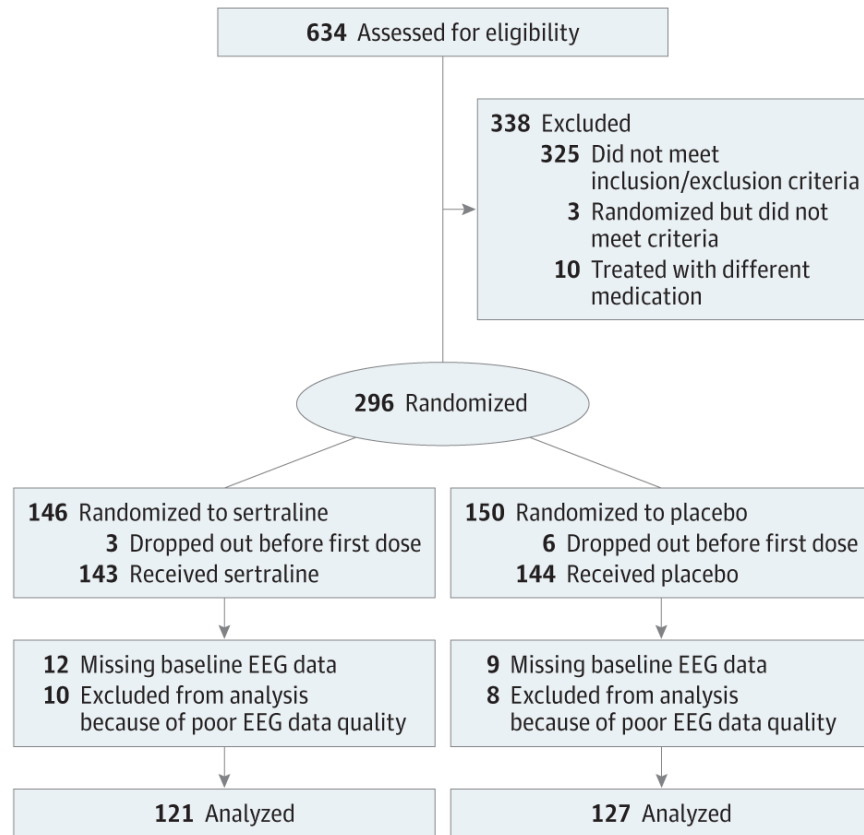 634 Assessed for eligibility
338 Excluded
325 Did not meet
inclusion/exclusion criteria
3 Randomized but did not
meet criteria
10 Treated with different
medication
296 Randomized
146 Randomized to sertraline
3 Dropped out before first dose
143 Received sertraline
150 Randomized to placebo
6 Dropped out before first dose
144 Received placebo
12 Missing baseline EEG data
10 Excluded from analysis
because of poor EEG data quality
9 Missing baseline EEG data
8 Excluded from analysis
because of poor EEG data quality
121 Analyzed
127 Analyzed